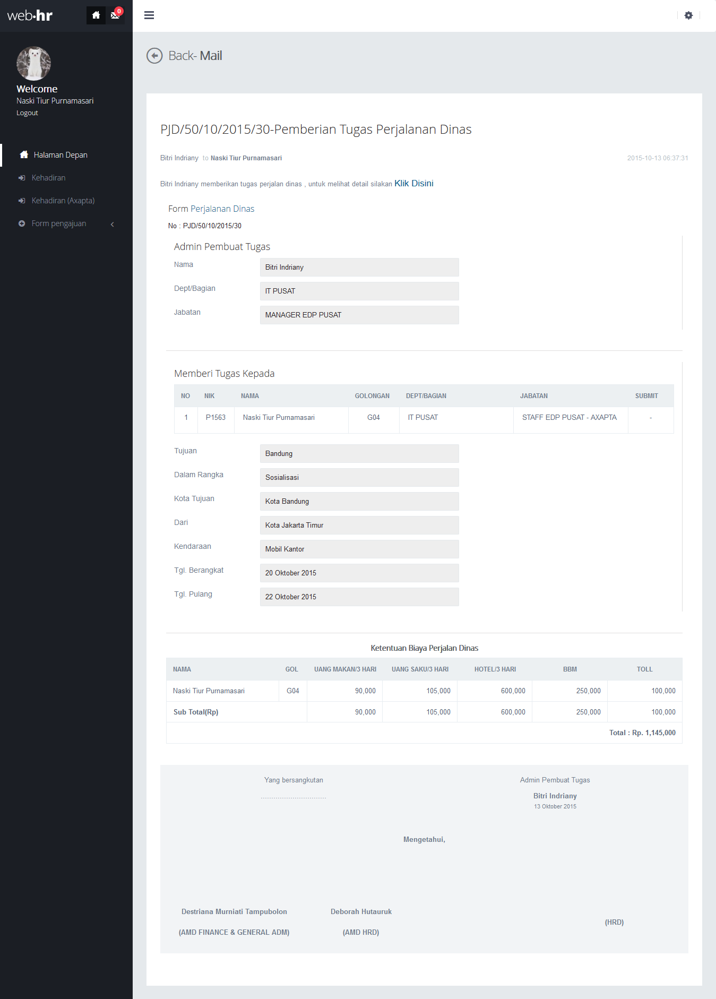 web·hr
0
Back- Mail
Welcome
Naski Tiur Purnamasari
Logout
Halaman Depan
Kehadiran
Kehadiran (Axapta)
Form pengajuan
PJD/50/10/2015/30-Pemberian Tugas Perjalanan Dinas
Bitri Indriany to Naski Tiur Purnamasari 2015-10-13 06:37:31
Bitri Indriany memberikan tugas perjalan dinas , untuk melihat detail silakan Klik Disini
Form Perjalanan Dinas
No : PJD/50/10/2015/30
Admin Pembuat Tugas
Nama Bitri Indriany
Dept/Bagian IT PUSAT
Jabatan MANAGER EDP PUSAT
Memberi Tugas Kepada
NO NIK NAMA GOLONGAN DEPT/BAGIAN JABATAN SUBMIT
1 P1563 Naski Tiur Purnamasari G04 IT PUSAT STAFF EDP PUSAT - AXAPTA -
Tujuan Bandung
Dalam Rangka Sosialisasi
Kota Tujuan Kota Bandung
Dari Kota Jakarta Timur
Kendaraan Mobil Kantor
Tgl. Berangkat 20 Oktober 2015
Tgl. Pulang 22 Oktober 2015
Ketentuan Biaya Perjalan Dinas
NAMA GOL UANG MAKAN/3 HARI UANG SAKU/3 HARI HOTEL/3 HARI BBM TOLL
Naski Tiur Purnamasari G04 90,000 105,000 600,000 250,000 100,000
Sub Total(Rp) 90,000 105,000 600,000 250,000 100,000
Total : Rp. 1,145,000
Yang bersangkutan Admin Pembuat Tugas
.............................. Bitri Indriany
13 Oktober 2015
Mengetahui,
Destriana Murniati Tampubolon Deborah Hutauruk
(HRD)
(AMD FINANCE & GENERAL ADM) (AMD HRD)